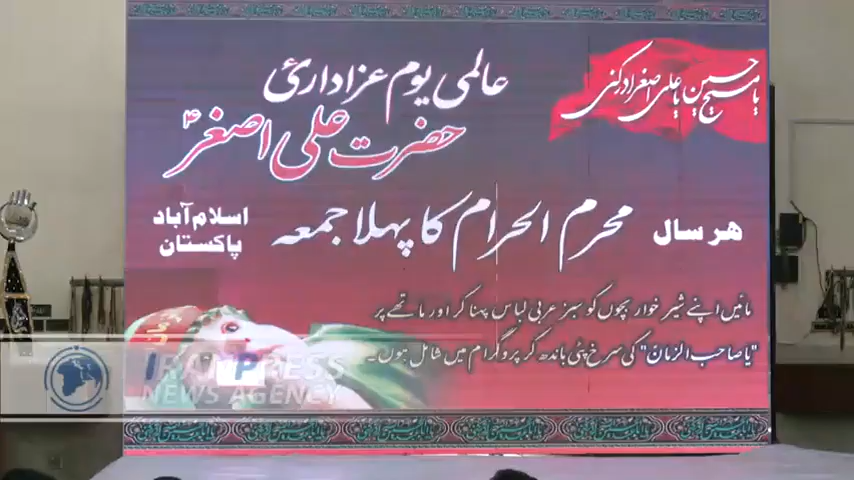 عالمی یوم عزاداریٔ
حضرت علی اصغرؑ
یا مسیح حسین یا علی اصغر ادرکنی
ہر سال
محرم الحرام کا پہلا جمعہ
اسلام آباد
پاکستان
مائیں اپنے شیر خوار بچوں کو سبز عربی لباس پہنا کر اور ماتھے پر
"یا صاحب الزمانؑ" کی سرخ پٹی باندھ کر پروگرام میں شامل ہوں۔
IRAN PRESS
NEWS AGENCY